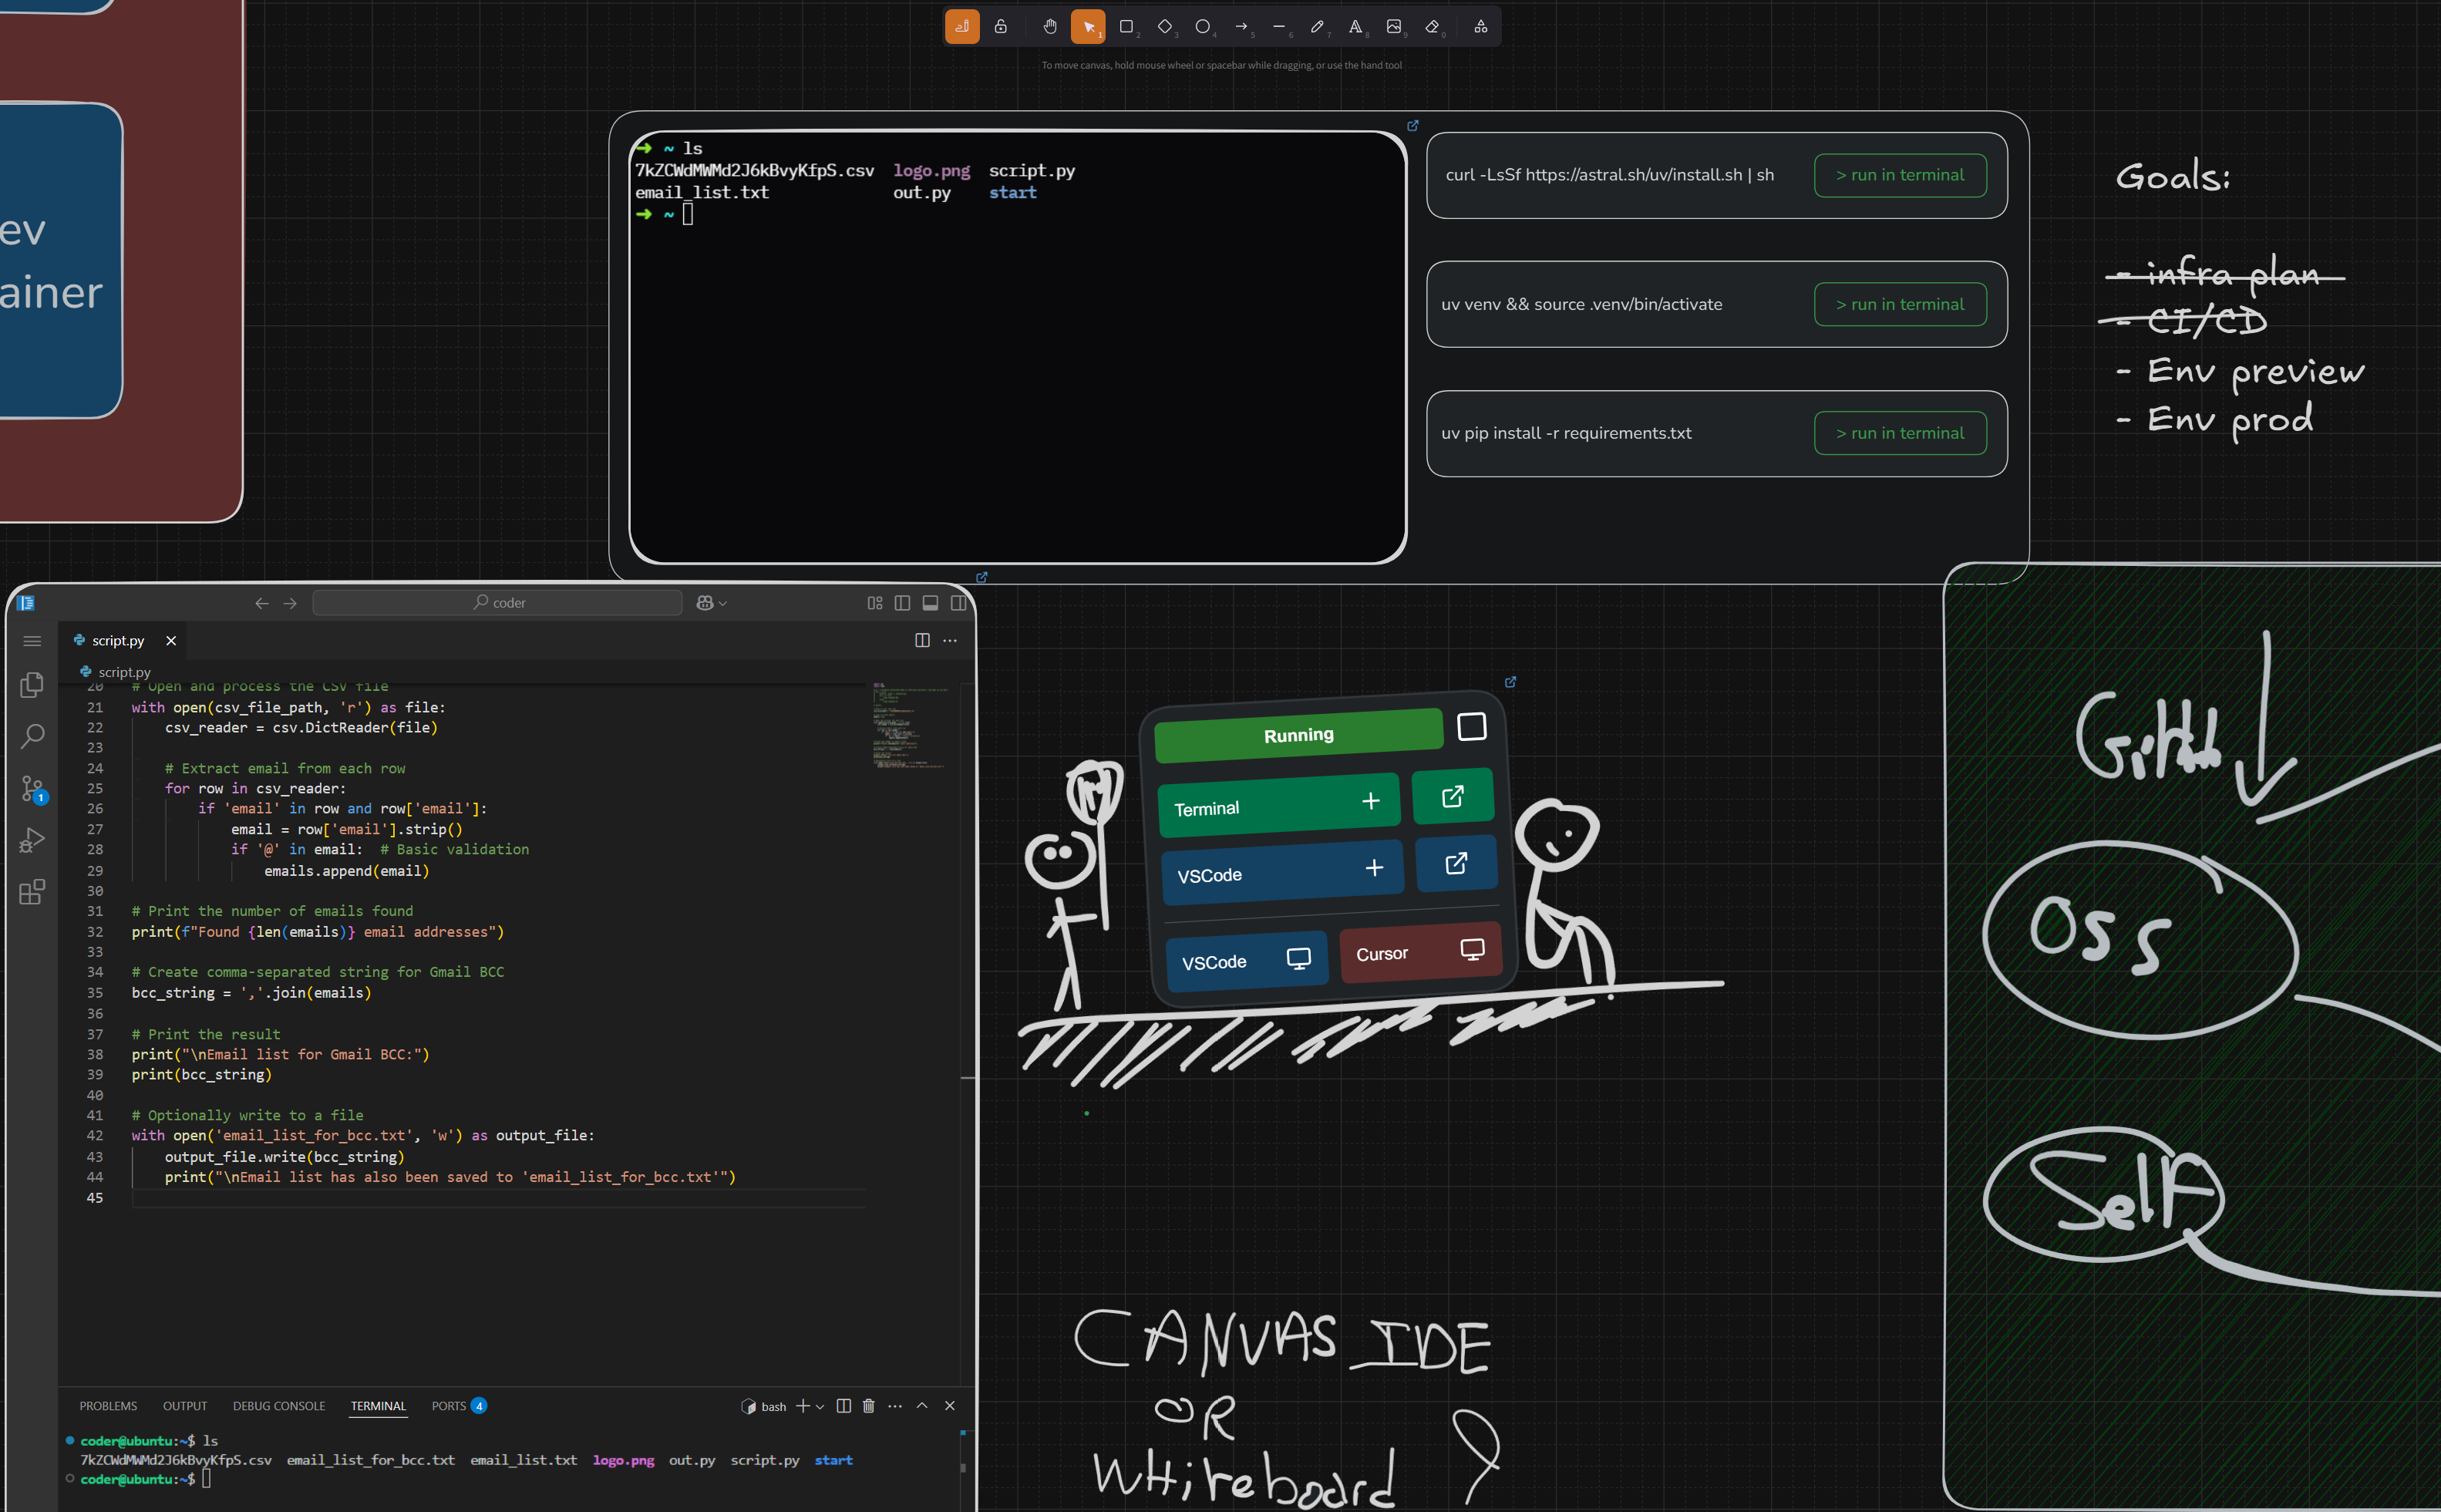 1
2
3
4
5
6
7
8
9
0
To move canvas, hold mouse wheel or spacebar while dragging, or use the hand tool
ev
ainer
➜ ~ ls
7kZCWdMWMd2J6kBvyKfpS.csv logo.png script.py
email_list.txt out.py start
➜ ~
curl -LsSf https://astral.sh/uv/install.sh | sh
> run in terminal
uv venv && source .venv/bin/activate
> run in terminal
uv pip install -r requirements.txt
> run in terminal
Goals:
- infra plan
- CI/CD
- Env preview
- Env prod
coder
script.py
script.py
20 # Open and process the CSV file
21 with open(csv_file_path, 'r') as file:
22 csv_reader = csv.DictReader(file)
23
24 # Extract email from each row
25 for row in csv_reader:
26 if 'email' in row and row['email']:
27 email = row['email'].strip()
28 if '@' in email: # Basic validation
29 emails.append(email)
30
31 # Print the number of emails found
32 print(f"Found {len(emails)} email addresses")
33
34 # Create comma-separated string for Gmail BCC
35 bcc_string = ','.join(emails)
36
37 # Print the result
38 print("\nEmail list for Gmail BCC:")
39 print(bcc_string)
40
41 # Optionally write to a file
42 with open('email_list_for_bcc.txt', 'w') as output_file:
43 output_file.write(bcc_string)
44 print("\nEmail list has also been saved to 'email_list_for_bcc.txt'")
45
1
PROBLEMS OUTPUT DEBUG CONSOLE TERMINAL PORTS 4
bash
coder@ubuntu:~$ ls
7kZCWdMWMd2J6kBvyKfpS.csv email_list_for_bcc.txt email_list.txt logo.png out.py script.py start
coder@ubuntu:~$
Running
Terminal
VSCode
VSCode
Cursor
CANVAS IDE
OR
Whiteboard ?
OSS
Self